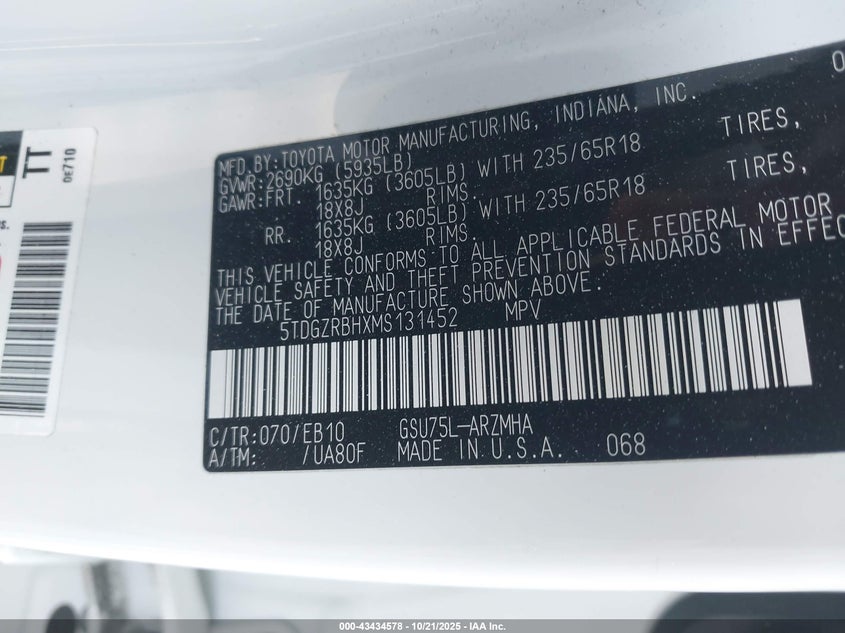 0
MFD.BY:TOYOTA MOTOR MANUFACTURING, INDIANA, INC.
GVWR:2690KG (5935LB)
GAWR:FRT. 1635KG (3605LB) WITH 235/65R18 TIRES,
18X8J RIMS.
RR. 1635KG (3605LB) WITH 235/65R18 TIRES,
18X8J RIMS.
THIS VEHICLE CONFORMS TO ALL APPLICABLE FEDERAL MOTOR
VEHICLE SAFETY AND THEFT PREVENTION STANDARDS IN EFFEC
THE DATE OF MANUFACTURE SHOWN ABOVE.
5TDGZRBHXMS131452 MPV
C/TR:070/EB10 GSU75L-ARZMHA
A/TM: /UA80F MADE IN U.S.A. 068
TT
0E710
000-43434578 - 10/21/2025 - IAA Inc.